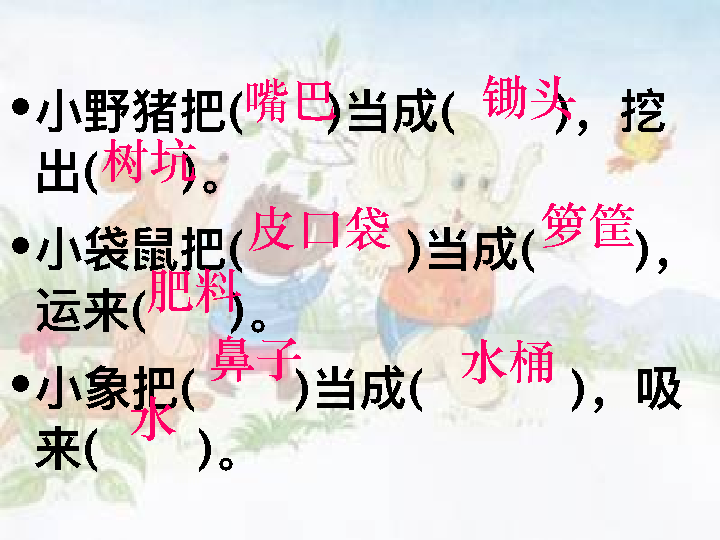 •小野猪把(嘴巴)当成(锄头)，挖
出(树坑)。
•小袋鼠把(皮口袋)当成(箩筐)，
运来(肥料)。
•小象把(鼻子)当成(水桶)，吸
来(水)。